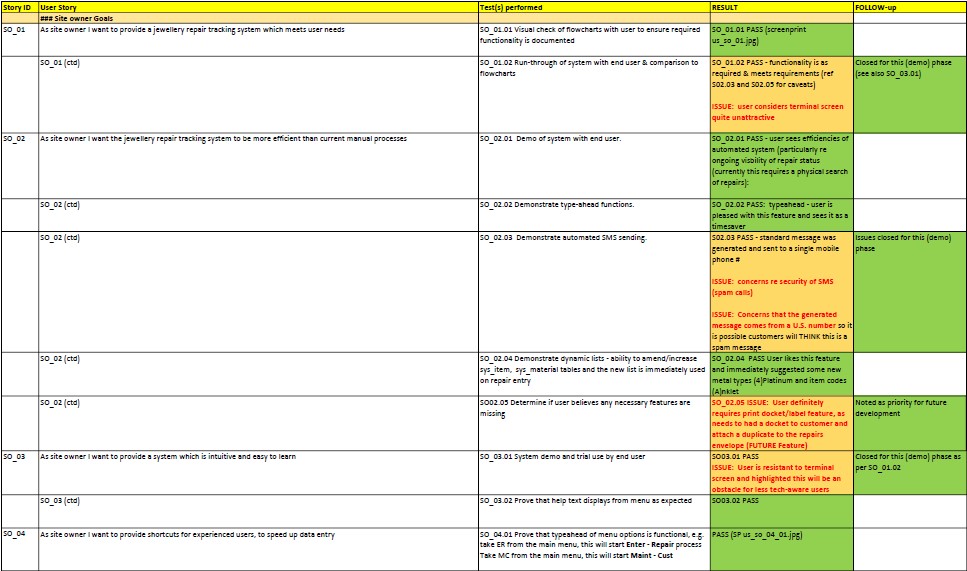 Story ID User Story Test(s) performed RESULT FOLLOW-up
### Site owner Goals
SO_01 As site owner I want to provide a jewellery repair tracking system which meets user needs
SO_01.01 Visual check of flowcharts with user to ensure required
functionality is documented
SO_01.01 PASS (screenprint
us_so_01.jpg)
SO_01 (ctd)
SO_01.02 Run-through of system with end user & comparison to
flowcharts
SO_01.02 PASS - functionality is as
required & meets requirements (ref
S02.03 and S02.05 for caveats)
ISSUE: user considers terminal screen
quite unattractive
Closed for this (demo) phase
(see also SO_03.01)
SO_02 As site owner I want the jewellery repair tracking system to be more efficient than current manual processes
SO_02.01 Demo of system with end user.
SO_02.01 PASS - user sees efficiencies of
automated system (particularly re
ongoing visbility of repair status
(currently this requires a physical search
of repairs):
SO_02 (ctd)
SO_02.02 Demonstrate type-ahead functions.
SO_02.02 PASS: typeahead - user is
pleased with this feature and sees it as a
timesaver
SO_02 (ctd)
SO_02.03 Demonstrate automated SMS sending.
S02.03 PASS - standard message was
generated and sent to a single mobile
phone #
ISSUE: concerns re security of SMS
(spam calls)
ISSUE: Concerns that the generated
message comes from a U.S. number so it
is possible customers will THINK this is a
spam message
Issues closed for this (demo)
phase
SO_02 (ctd)
SO_02.04 Demonstrate dynamic lists - ability to amend/increase
sys_item, sys_material tables and the new list is immediately used
on repair entry
SO_02.04 PASS User likes this feature
and immediately suggested some new
metal types (4)Platinum and item codes
(A)nklet
SO_02 (ctd)
SO02.05 Determine if user believes any necessary features are
missing
SO_02.05 ISSUE: User definitely
requires print docket/label feature, as
needs to had a docket to customer and
attach a duplicate to the repairs
envelope (FUTURE Feature)
Noted as priority for future
development
SO_03 As site owner I want to provide a system which is intuitive and easy to learn
SO_03.01 System demo and trial use by end user
SO03.01 PASS
ISSUE: User is resistant to terminal
screen and highlighted this will be an
obstacle for less tech-aware users
Closed for this (demo) phase as
per SO_01.02
SO_03 (ctd)
SO_03.02 Prove that help text displays from menu as expected
SO03.02 PASS
SO_04 As site owner I want to provide shortcuts for experienced users, to speed up data entry
SO_04.01 Prove that typeahead of menu options is functional, e.g.
take ER from the main menu, this will start Enter - Repair process
Take MC from the main menu, this will start Maint - Cust
PASS (SP us_so_04_01.jpg)